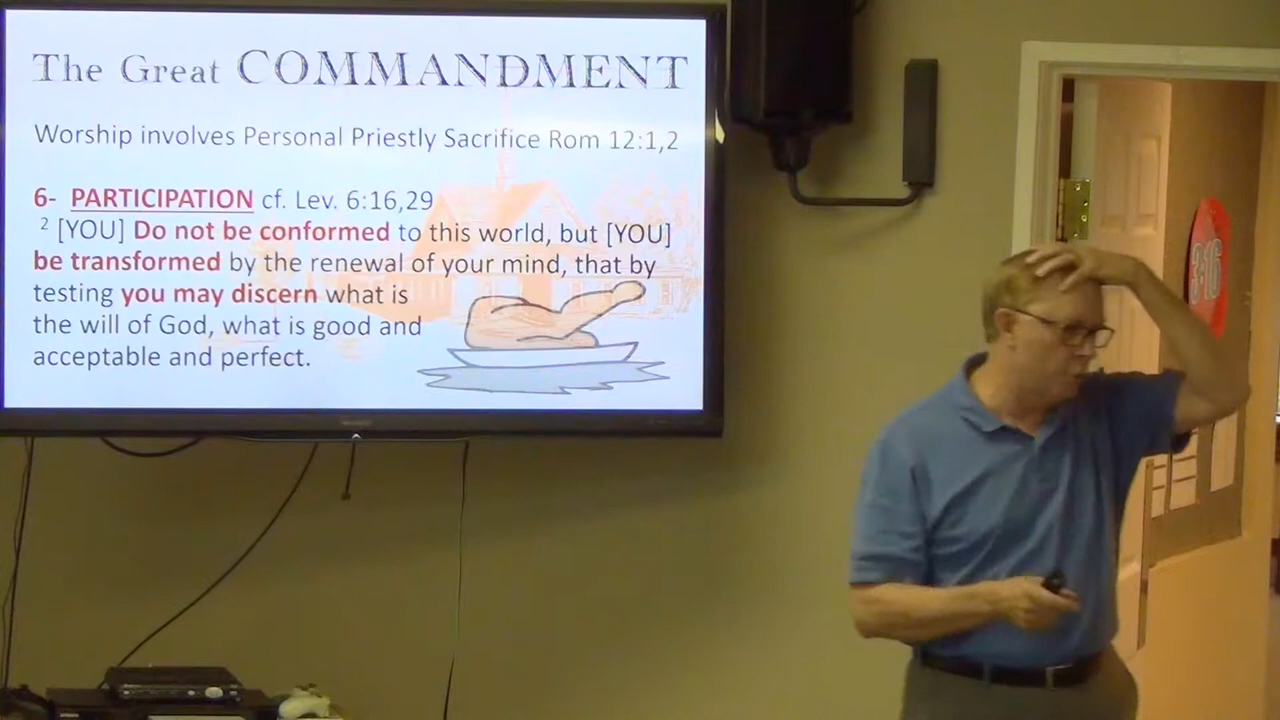 The Great COMMANDMENT
Worship involves Personal Priestly Sacrifice Rom 12:1,2
6- PARTICIPATION cf. Lev. 6:16,29
2 [YOU] Do not be conformed to this world, but [YOU]
be transformed by the renewal of your mind, that by
testing you may discern what is
the will of God, what is good and
acceptable and perfect.
3:16